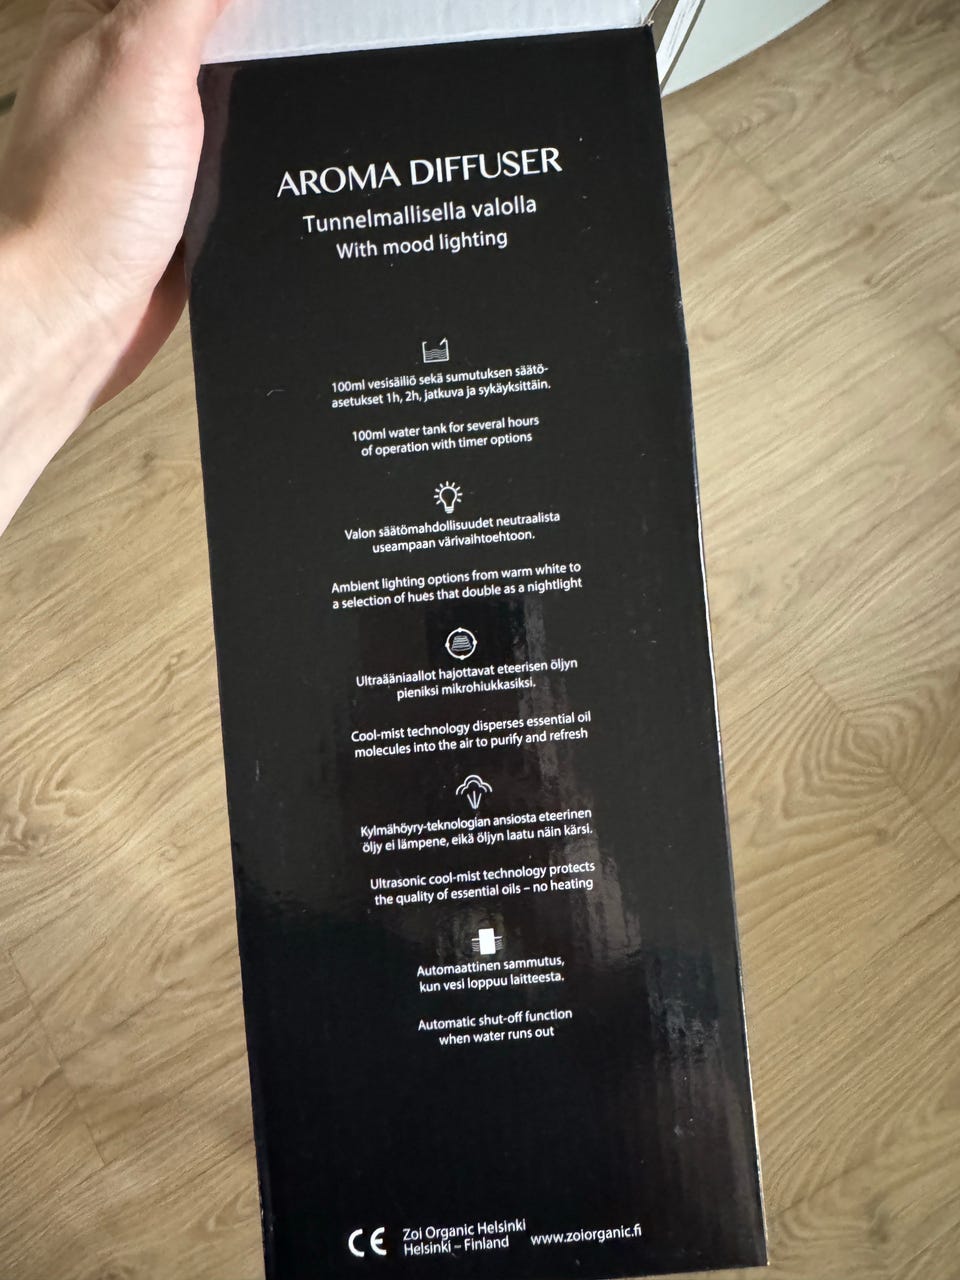 AROMA DIFFUSER
Tunnelmallisella valolla
With mood lighting
100ml vesisäiliö sekä sumutuksen säätö-
asetukset 1h, 2h, jatkuva ja sykäyksittäin.
100ml water tank for several hours
of operation with timer options
Valon säätömahdollisuudet neutraalista
useampaan värivaihtoehtoon.
Ambient lighting options from warm white to
a selection of hues that double as a nightlight
Ultraääniaallot hajottavat eteerisen öljyn
pieniksi mikrohiukkasiksi.
Cool-mist technology disperses essential oil
molecules into the air to purify and refresh
Kylmähöyry-teknologian ansiosta eteerinen
öljy ei lämpene, eikä öljyn laatu näin kärsi.
Ultrasonic cool-mist technology protects
the quality of essential oils – no heating
Automaattinen sammutus,
kun vesi loppuu laitteesta.
Automatic shut-off function
when water runs out
CE Zoi Organic Helsinki
Helsinki – Finland www.zoiorganic.fi